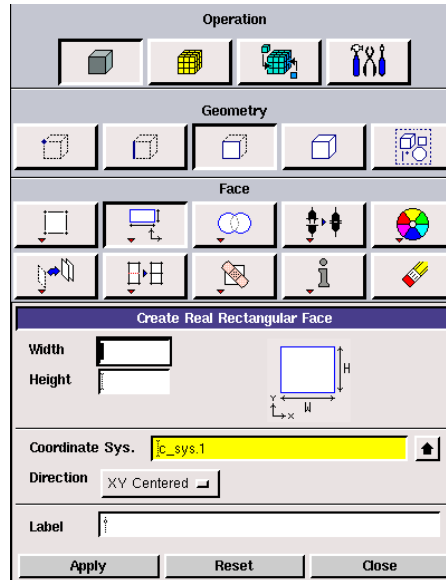 Operation
Geometry
Face
Create Real Rectangular Face
Width
Height
H
Y
X
W
Coordinate Sys. c_sys.1
Direction XY Centered
Label
Apply Reset Close